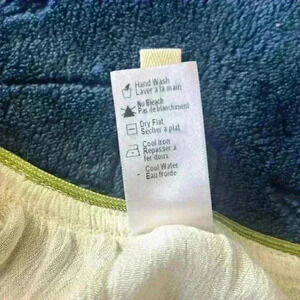 Hand Wash
Laver à la main
No Bleach
Pas de blanchiment
Dry Flat
Sécher a plat
Cool Iron
Repasser a
fer doux
Cool Water
Eau froide